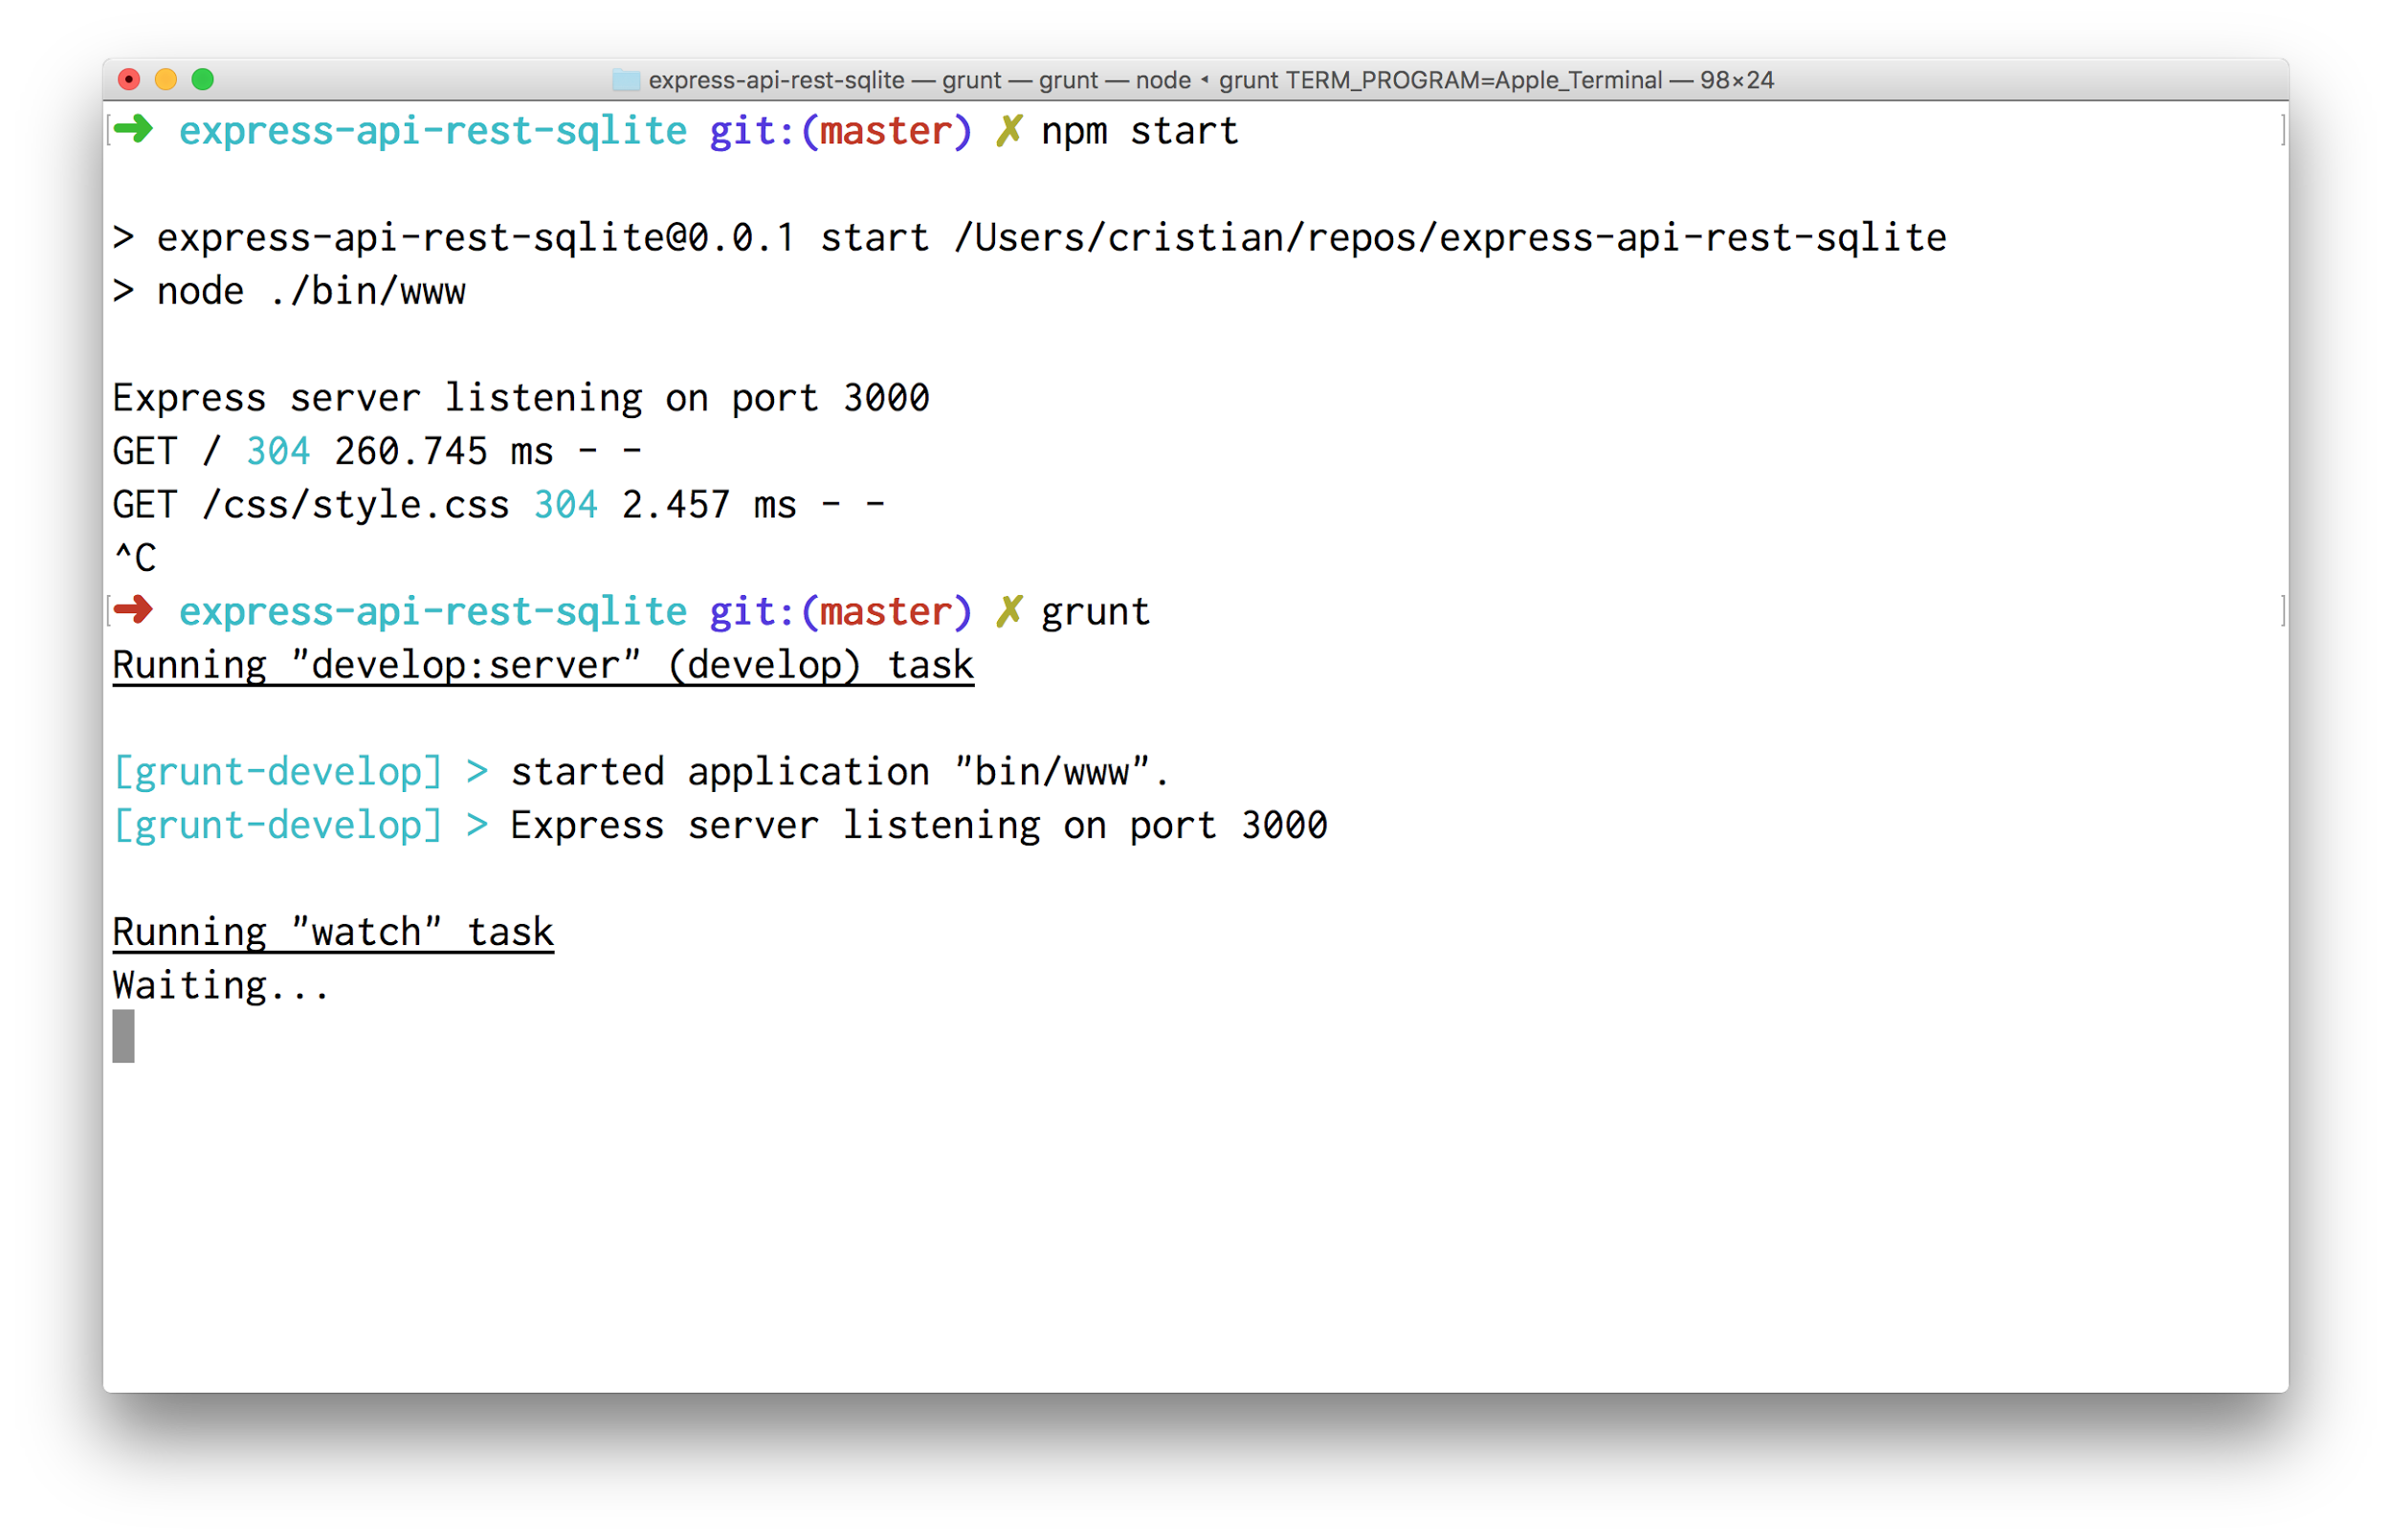 express-api-rest-sqlite — grunt — grunt — node ◂ grunt TERM_PROGRAM=Apple_Terminal — 98×24
[➜ express-api-rest-sqlite git:(master) ✗ npm start ]
> express-api-rest-sqlite@0.0.1 start /Users/cristian/repos/express-api-rest-sqlite
> node ./bin/www
Express server listening on port 3000
GET / 304 260.745 ms - -
GET /css/style.css 304 2.457 ms - -
^C
[➜ express-api-rest-sqlite git:(master) ✗ grunt ]
Running "develop:server" (develop) task
[grunt-develop] > started application "bin/www".
[grunt-develop] > Express server listening on port 3000
Running "watch" task
Waiting...